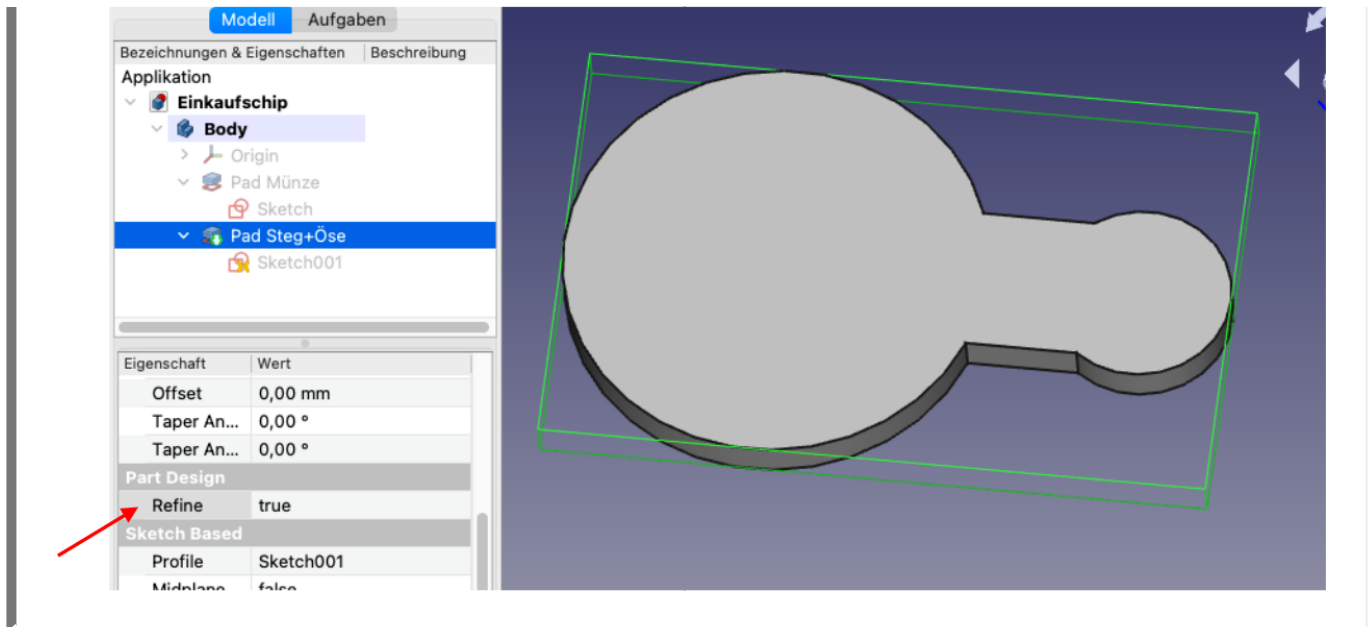 Modell Aufgaben
Bezeichnungen & Eigenschaften Beschreibung
Applikation
Einkaufschip
Body
Origin
Pad Münze
Sketch
Pad Steg+Öse
Sketch001
Eigenschaft Wert
Offset 0,00 mm
Taper An... 0,00 °
Taper An... 0,00 °
Part Design
Refine true
Sketch Based
Profile Sketch001
Midplane false